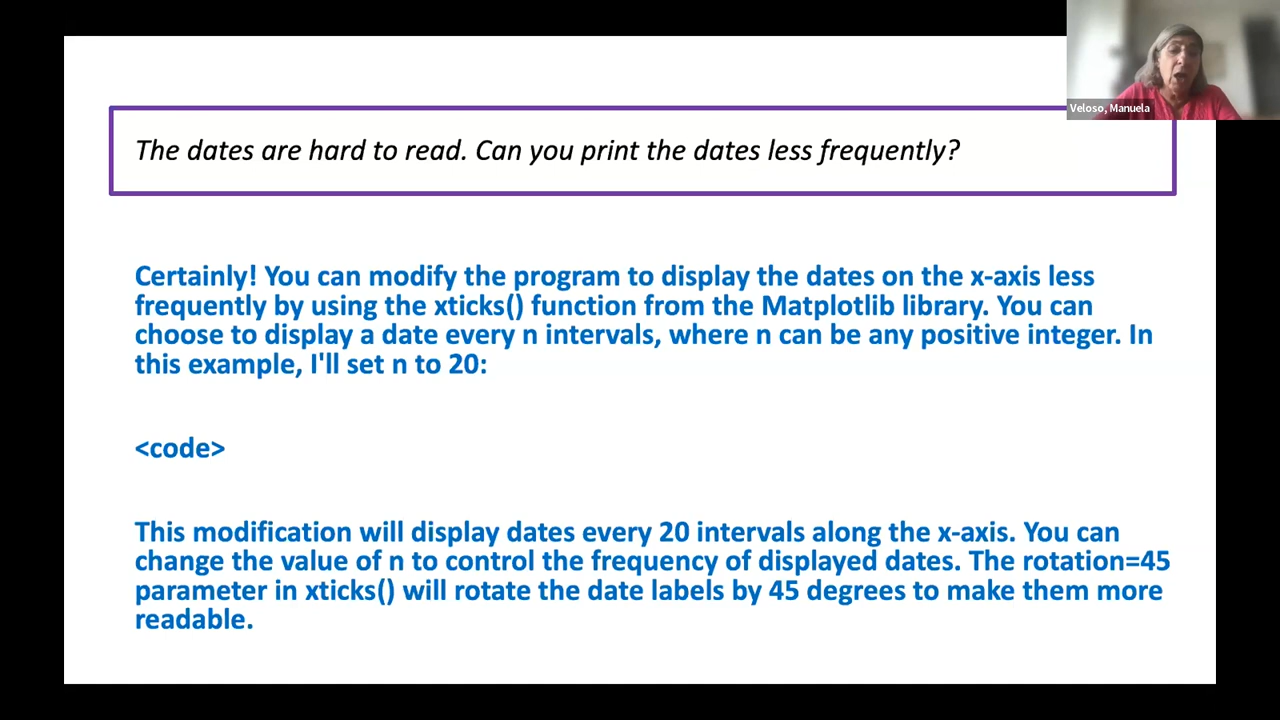 Veloso, Manuela
The dates are hard to read. Can you print the dates less frequently?
Certainly! You can modify the program to display the dates on the x-axis less
frequently by using the xticks() function from the Matplotlib library. You can
choose to display a date every n intervals, where n can be any positive integer. In
this example, I'll set n to 20:
<code>
This modification will display dates every 20 intervals along the x-axis. You can
change the value of n to control the frequency of displayed dates. The rotation=45
parameter in xticks() will rotate the date labels by 45 degrees to make them more
readable.